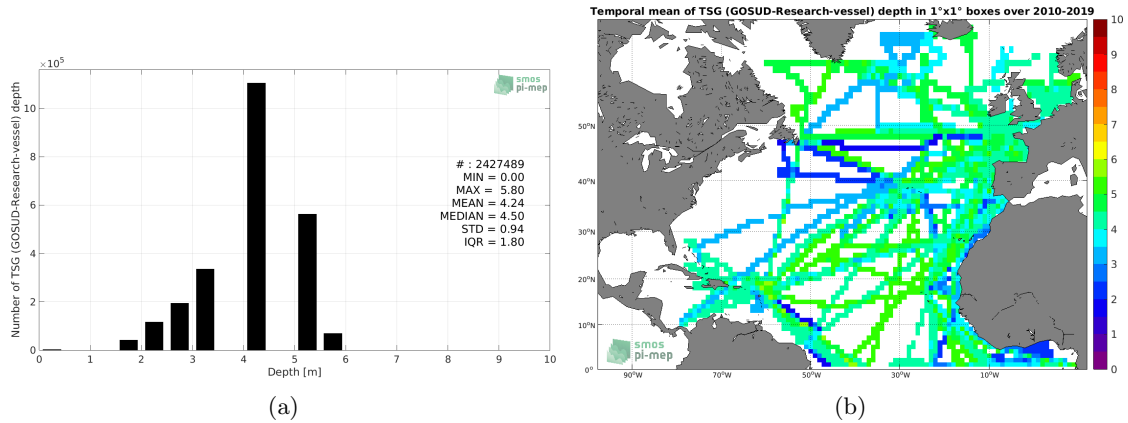 ×10⁵
Number of TSG (GOSUD-Research-vessel) depth
10
8
6
4
2
0
0 1 2 3 4 5 6 7 8 9 10
Depth [m]
smos
pi-mep
# : 2427489
MIN = 0.00
MAX = 5.80
MEAN = 4.24
MEDIAN = 4.50
STD = 0.94
IQR = 1.80
(a)
Temporal mean of TSG (GOSUD-Research-vessel) depth in 1°x1° boxes over 2010-2019
50°N
40°N
30°N
20°N
10°N
0°
90°W 70°W 50°W 30°W 10°W
smos
pi-mep
10
9
8
7
6
5
4
3
2
1
0
(b)